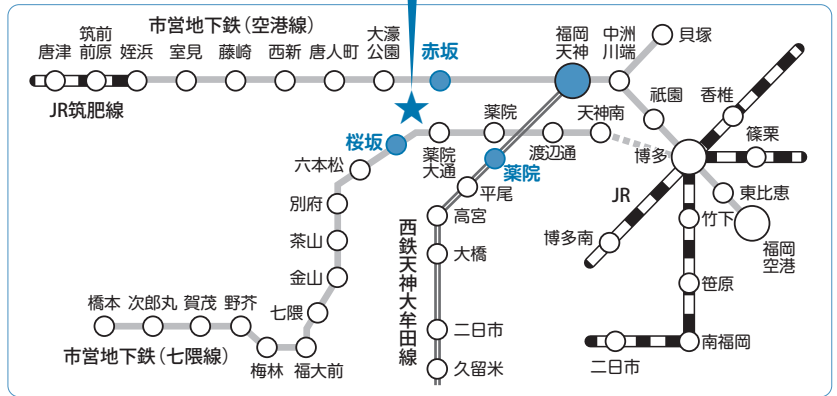 市営地下鉄（空港線）
唐津
筑前
前原
姪浜
室見
藤崎
西新
唐人町
大濠
公園
赤坂
福岡
天神
中洲
川端
貝塚
JR筑肥線
祇園
香椎
篠栗
博多
東比恵
福岡
空港
竹下
JR
博多南
笹原
南福岡
二日市
桜坂
薬院
大通
薬院
渡辺通
天神南
六本松
別府
茶山
金山
七隈
福大前
梅林
野芥
賀茂
次郎丸
橋本
市営地下鉄（七隈線）
薬院
平尾
高宮
大橋
西鉄天神大牟田線
二日市
久留米